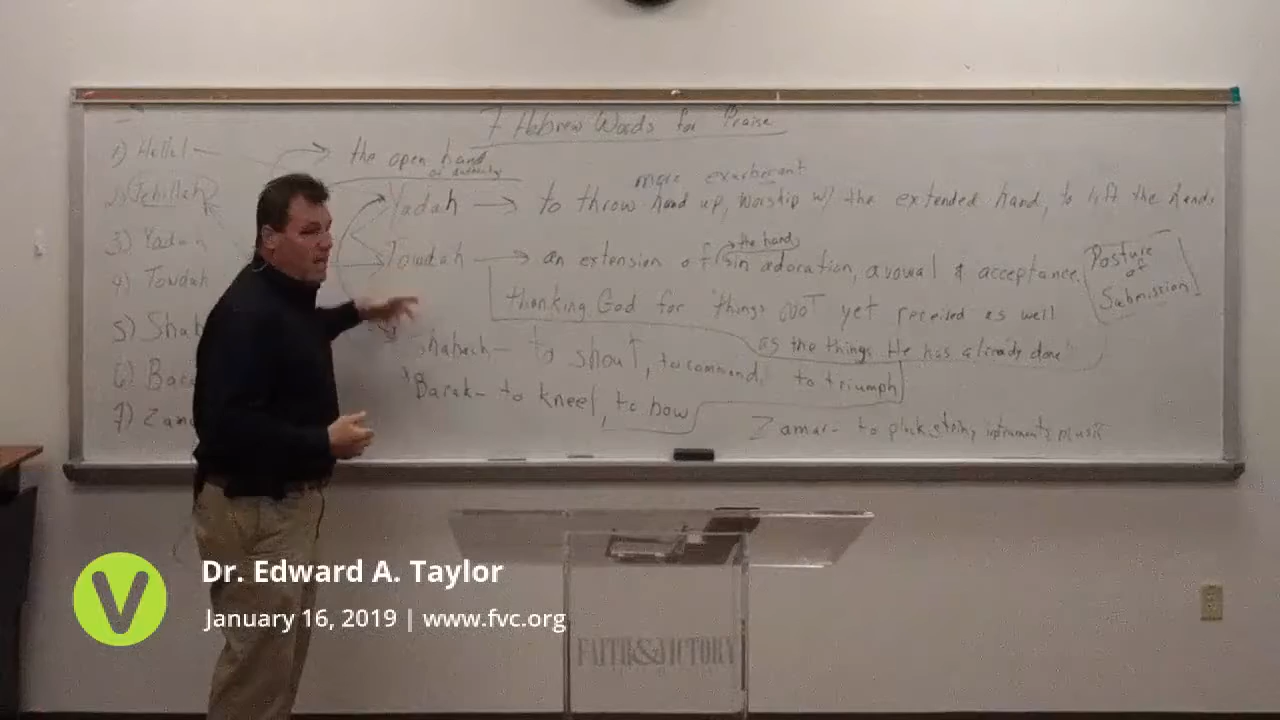 7 Hebrew Words for Praise
1) Hallal
the open hand
or authority
2) Tehillah
more exuberant
Yadah → to throw hand up, worship w/ the extended hand, to lift the hands
3) Yadah
the hand
Towdah → an extension of in adoration, avowal & acceptance.
Posture
of
Submission
4) Towdah
thanking God for things NOT yet received as well
as the things He has already done
5) Shab
Shabach - to shout, to command, to triumph
6) Bara
Barak - to kneel, to bow
7) Zama
Zamar - to pluck string instruments, music
V
Dr. Edward A. Taylor
January 16, 2019 | www.fvc.org
FAITH&VICTORY